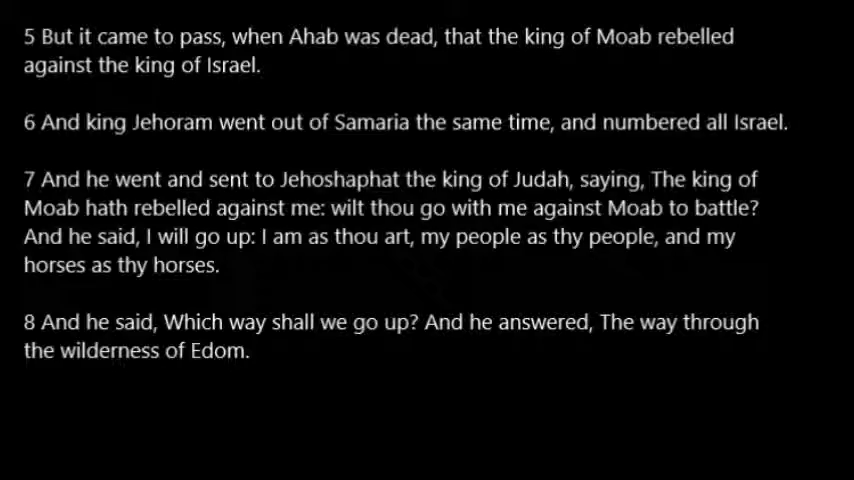 5 But it came to pass, when Ahab was dead, that the king of Moab rebelled
against the king of Israel.
6 And king Jehoram went out of Samaria the same time, and numbered all Israel.
7 And he went and sent to Jehoshaphat the king of Judah, saying, The king of
Moab hath rebelled against me: wilt thou go with me against Moab to battle?
And he said, I will go up: I am as thou art, my people as thy people, and my
horses as thy horses.
8 And he said, Which way shall we go up? And he answered, The way through
the wilderness of Edom.